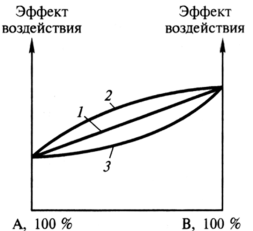 Эффект
воздействия
Эффект
воздействия
2
1
3
А, 100 %
В, 100 %